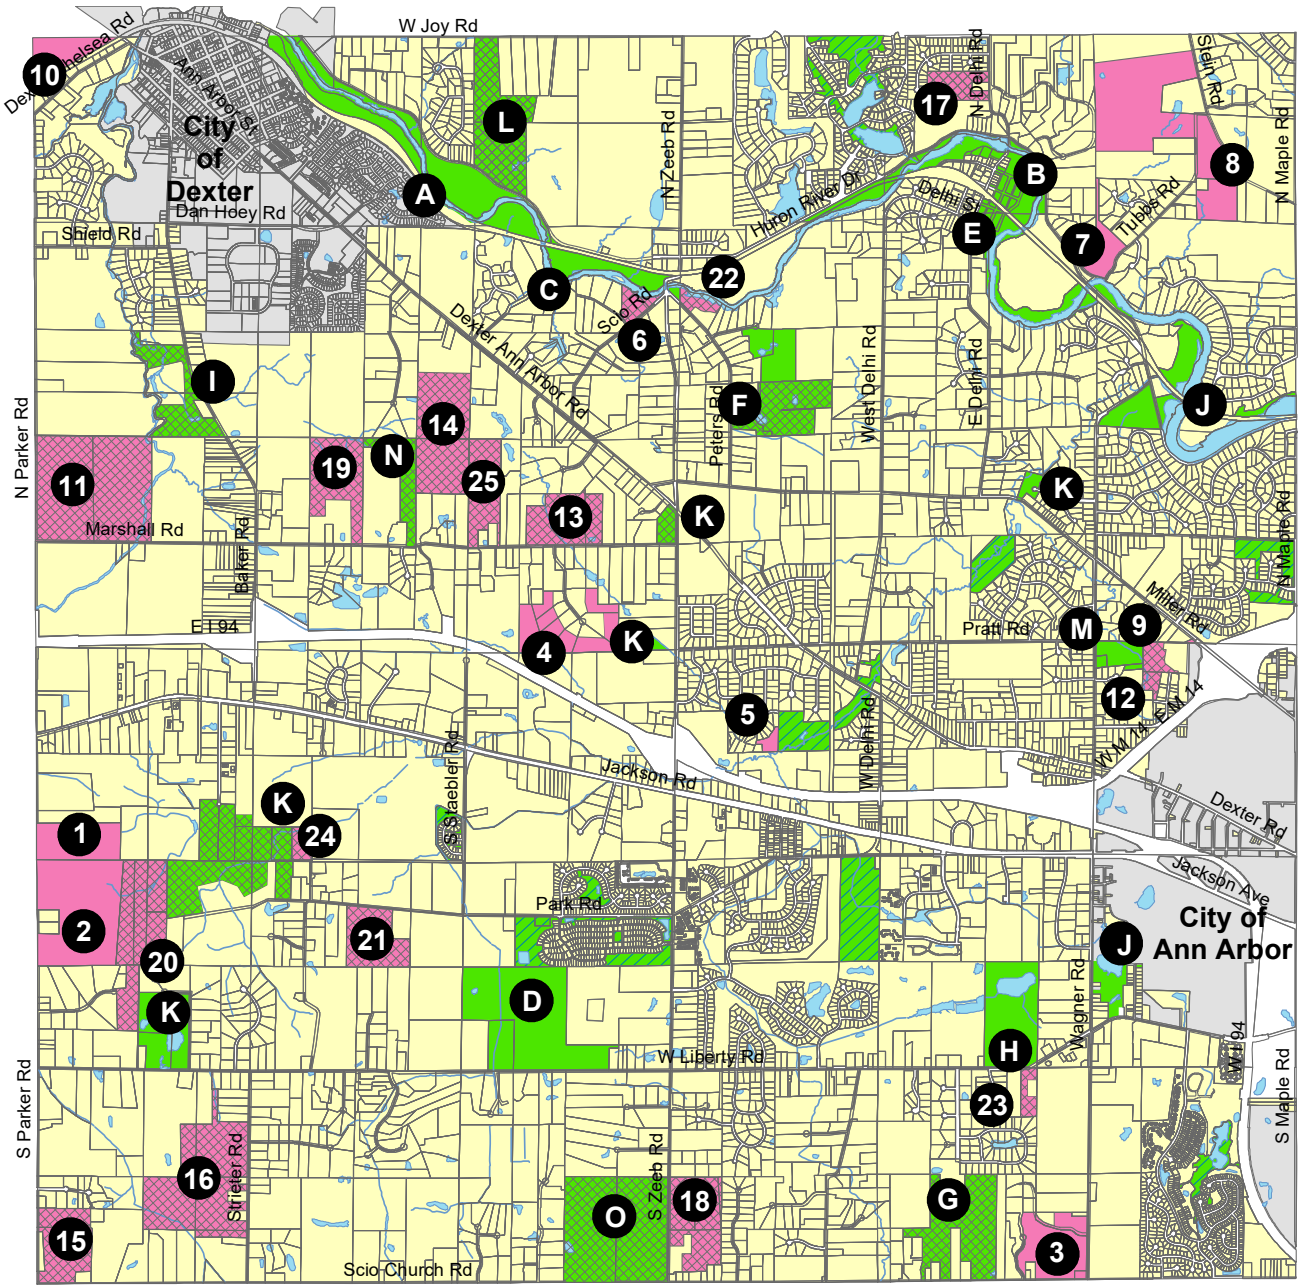 W Joy Rd
Dexter Chelsea Rd
10
Ann Arbor St
City
of
Dexter
Dan Hoey Rd
Shield Rd
L
A
N Zeeb Rd
17
N Delhi Rd
Stein Rd
8
N Maple Rd
B
Huron River Dr
Delhi S
E
7
Tubbs Rd
C
22
Scio Rd
6
Dexter Ann Arbor Rd
I
F
Peters Rd
West Delhi Rd
E Delhi Rd
J
N Parker Rd
14
N
19
25
11
13
K
K
Marshall Rd
Baker Rd
N Maple Rd
E I 94
4
K
Pratt Rd
M
9
Miller Rd
5
12
W M 14
E M 14
W Delhi Rd
S Staebler Rd
Jackson Rd
K
24
1
Dexter Rd
Jackson Ave
2
20
21
Park Rd
City of
Ann Arbor
J
K
D
Wagner Rd
H
W Liberty Rd
W I 94
S Parker Rd
S Maple Rd
23
16
Strieter Rd
S Zeeb Rd
18
G
O
15
3
Scio Church Rd